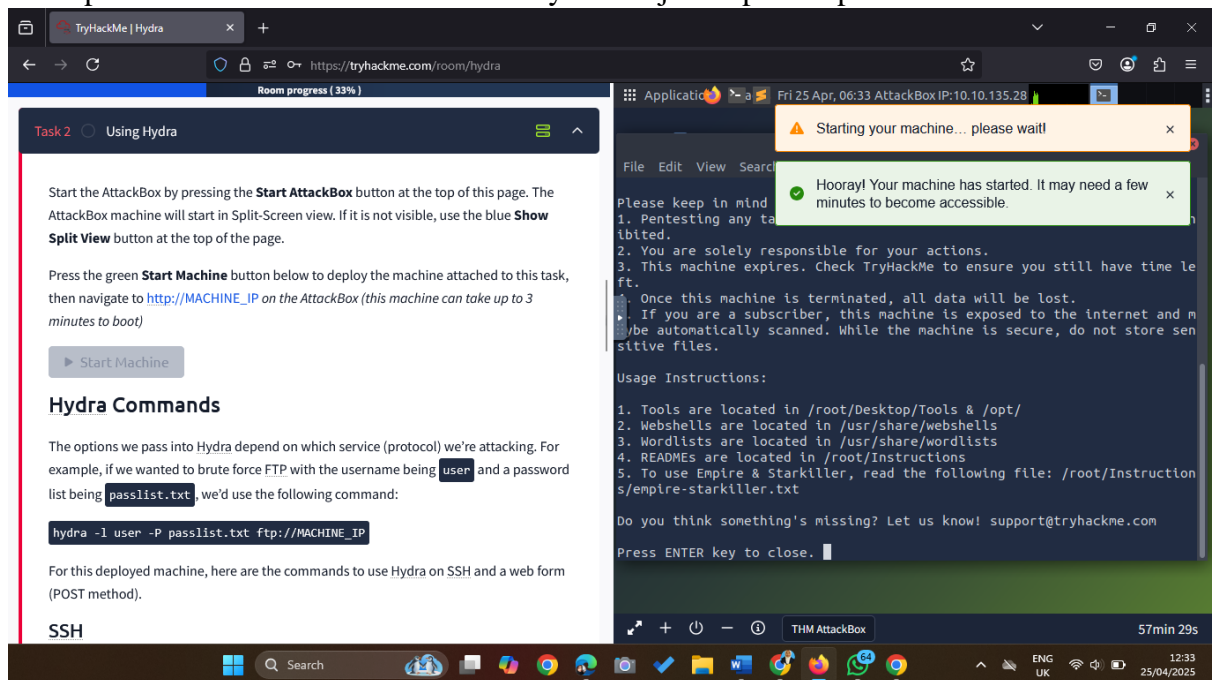 TryHackMe | Hydra
https://tryhackme.com/room/hydra
Room progress ( 33% )
Task 2 Using Hydra
Start the AttackBox by pressing the Start AttackBox button at the top of this page. The
AttackBox machine will start in Split-Screen view. If it is not visible, use the blue Show
Split View button at the top of the page.
Press the green Start Machine button below to deploy the machine attached to this task,
then navigate to http://MACHINE_IP on the AttackBox (this machine can take up to 3
minutes to boot)
Start Machine
Hydra Commands
The options we pass into Hydra depend on which service (protocol) we're attacking. For
example, if we wanted to brute force FTP with the username being user and a password
list being passlist.txt, we'd use the following command:
hydra -l user -P passlist.txt ftp://MACHINE_IP
For this deployed machine, here are the commands to use Hydra on SSH and a web form
(POST method).
SSH
Applicatio a Fri 25 Apr, 06:33 AttackBox IP:10.10.135.28
Starting your machine... please wait!
Hooray! Your machine has started. It may need a few
minutes to become accessible.
File Edit View Searc
Please keep in mind
1. Pentesting any ta n
ibited.
2. You are solely responsible for your actions.
3. This machine expires. Check TryHackMe to ensure you still have time le
ft.
. Once this machine is terminated, all data will be lost.
. If you are a subscriber, this machine is exposed to the internet and m
ybe automatically scanned. While the machine is secure, do not store sen
sitive files.
Usage Instructions:
1. Tools are located in /root/Desktop/Tools & /opt/
2. Webshells are located in /usr/share/webshells
3. Wordlists are located in /usr/share/wordlists
4. READMEs are located in /root/Instructions
5. To use Empire & Starkiller, read the following file: /root/Instruction
s/empire-starkiller.txt
Do you think something's missing? Let us know! support@tryhackme.com
Press ENTER key to close.
THM AttackBox 57min 29s
Search
64
ENG
UK
12:33
25/04/2025